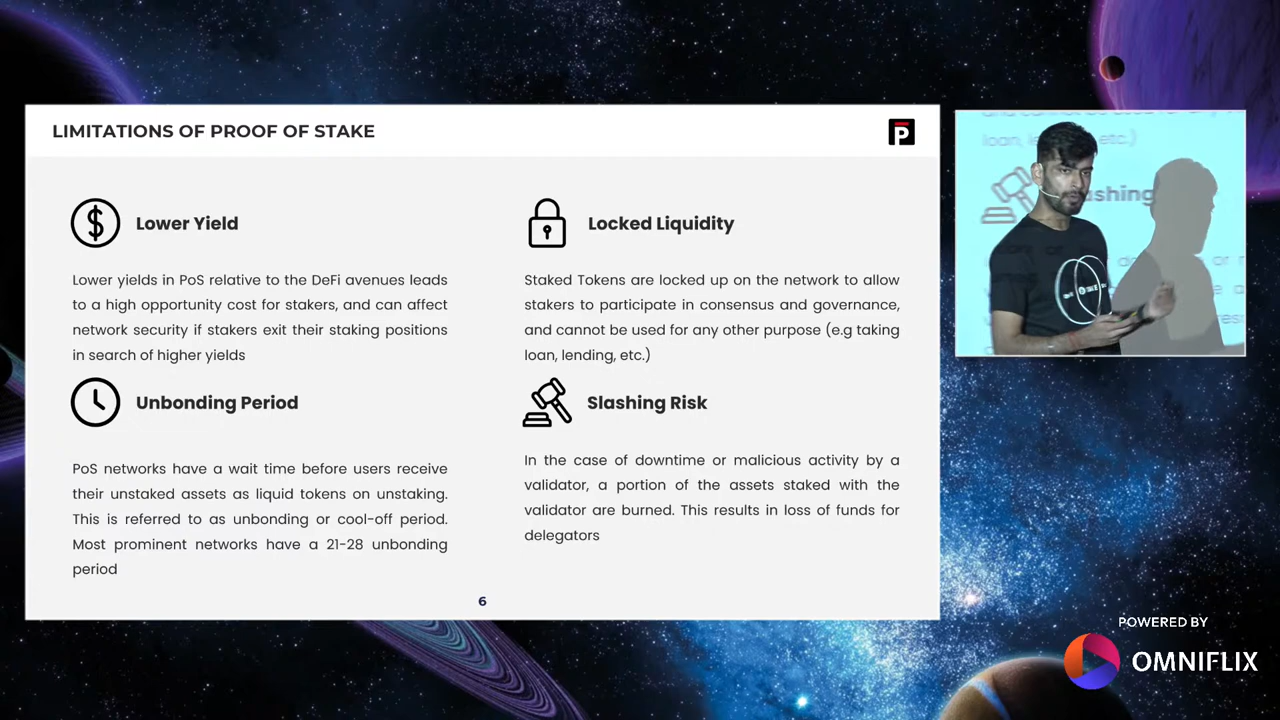 LIMITATIONS OF PROOF OF STAKE
P
Lower Yield
Lower yields in PoS relative to the DeFi avenues leads
to a high opportunity cost for stakers, and can affect
network security if stakers exit their staking positions
in search of higher yields
Locked Liquidity
Staked Tokens are locked up on the network to allow
stakers to participate in consensus and governance,
and cannot be used for any other purpose (e.g taking
loan, lending, etc.)
Unbonding Period
PoS networks have a wait time before users receive
their unstaked assets as liquid tokens on unstaking.
This is referred to as unbonding or cool-off period.
Most prominent networks have a 21-28 unbonding
period
Slashing Risk
In the case of downtime or malicious activity by a
validator, a portion of the assets staked with the
validator are burned. This results in loss of funds for
delegators
6
etc.)
POWERED BY
OMNIFLIX